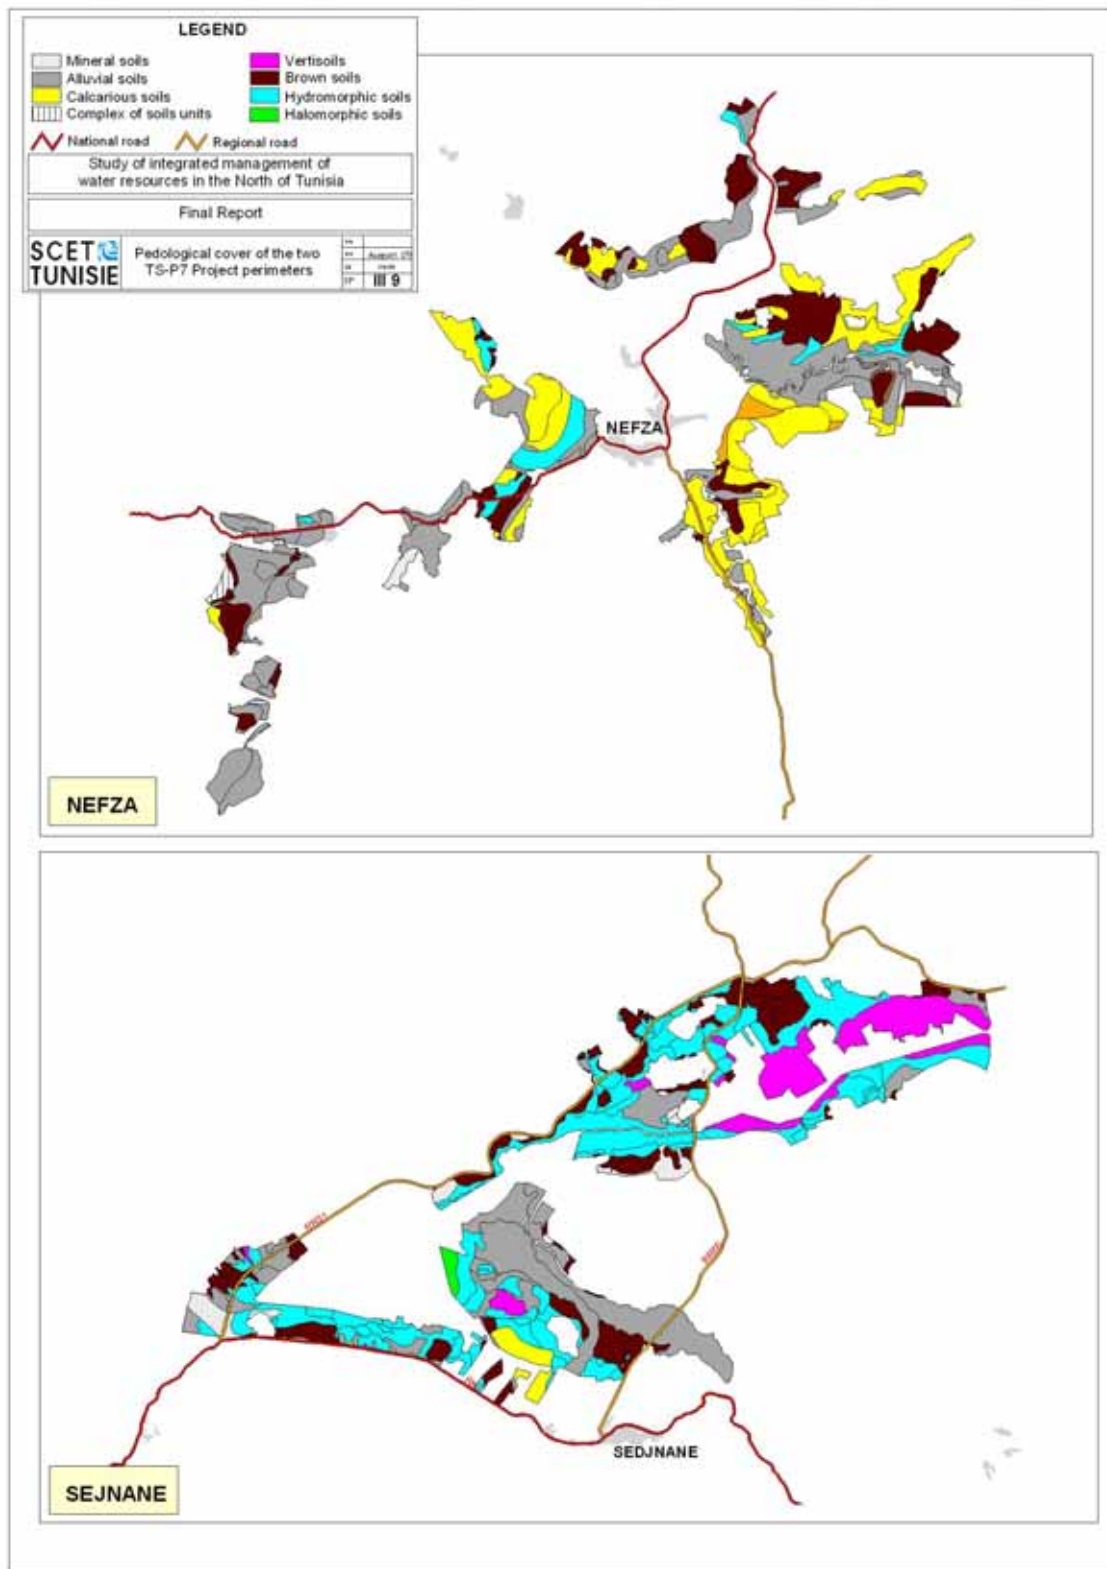 LEGEND
Mineral soils
Alluvial soils
Calcarious soils
Complex of soils units
Vertisoils
Brown soils
Hydromorphic soils
Halomorphic soils
National road
Regional road
Study of integrated management of
water resources in the North of Tunisia
Final Report
SCET
TUNISIE
Pedological cover of the two
TS-P7 Project perimeters
III 9
NEFZA
NEFZA
SEDJNANE
SEJNANE